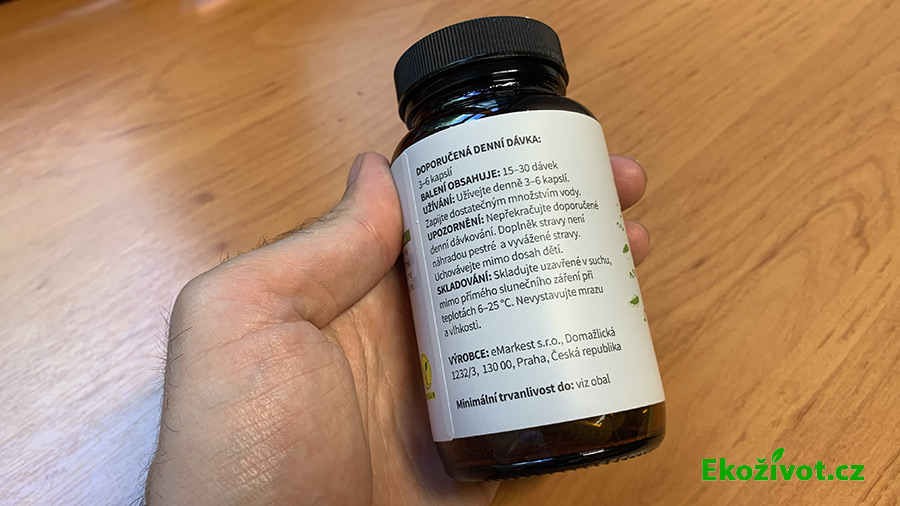 DOPORUČENÁ DENNÍ DÁVKA:
3–6 kapslí
BALENÍ OBSAHUJE: 15–30 dávek
UŽÍVÁNÍ: Užívejte denně 3–6 kapslí.
Zapijte dostatečným množstvím vody.
UPOZORNĚNÍ: Nepřekračujte doporučené
denní dávkování. Doplněk stravy není
náhradou pestré a vyvážené stravy.
Uchovávejte mimo dosah dětí.
SKLADOVÁNÍ: Skladujte uzavřené v suchu,
mimo přímého slunečního záření při
teplotách 6–25 °C. Nevystavujte mrazu
a vlhkosti.
VÝROBCE: eMarkest s.r.o., Domažlická
1232/3, 130 00, Praha, Česká republika
Minimální trvanlivost do: viz obal
Ekoživot.cz